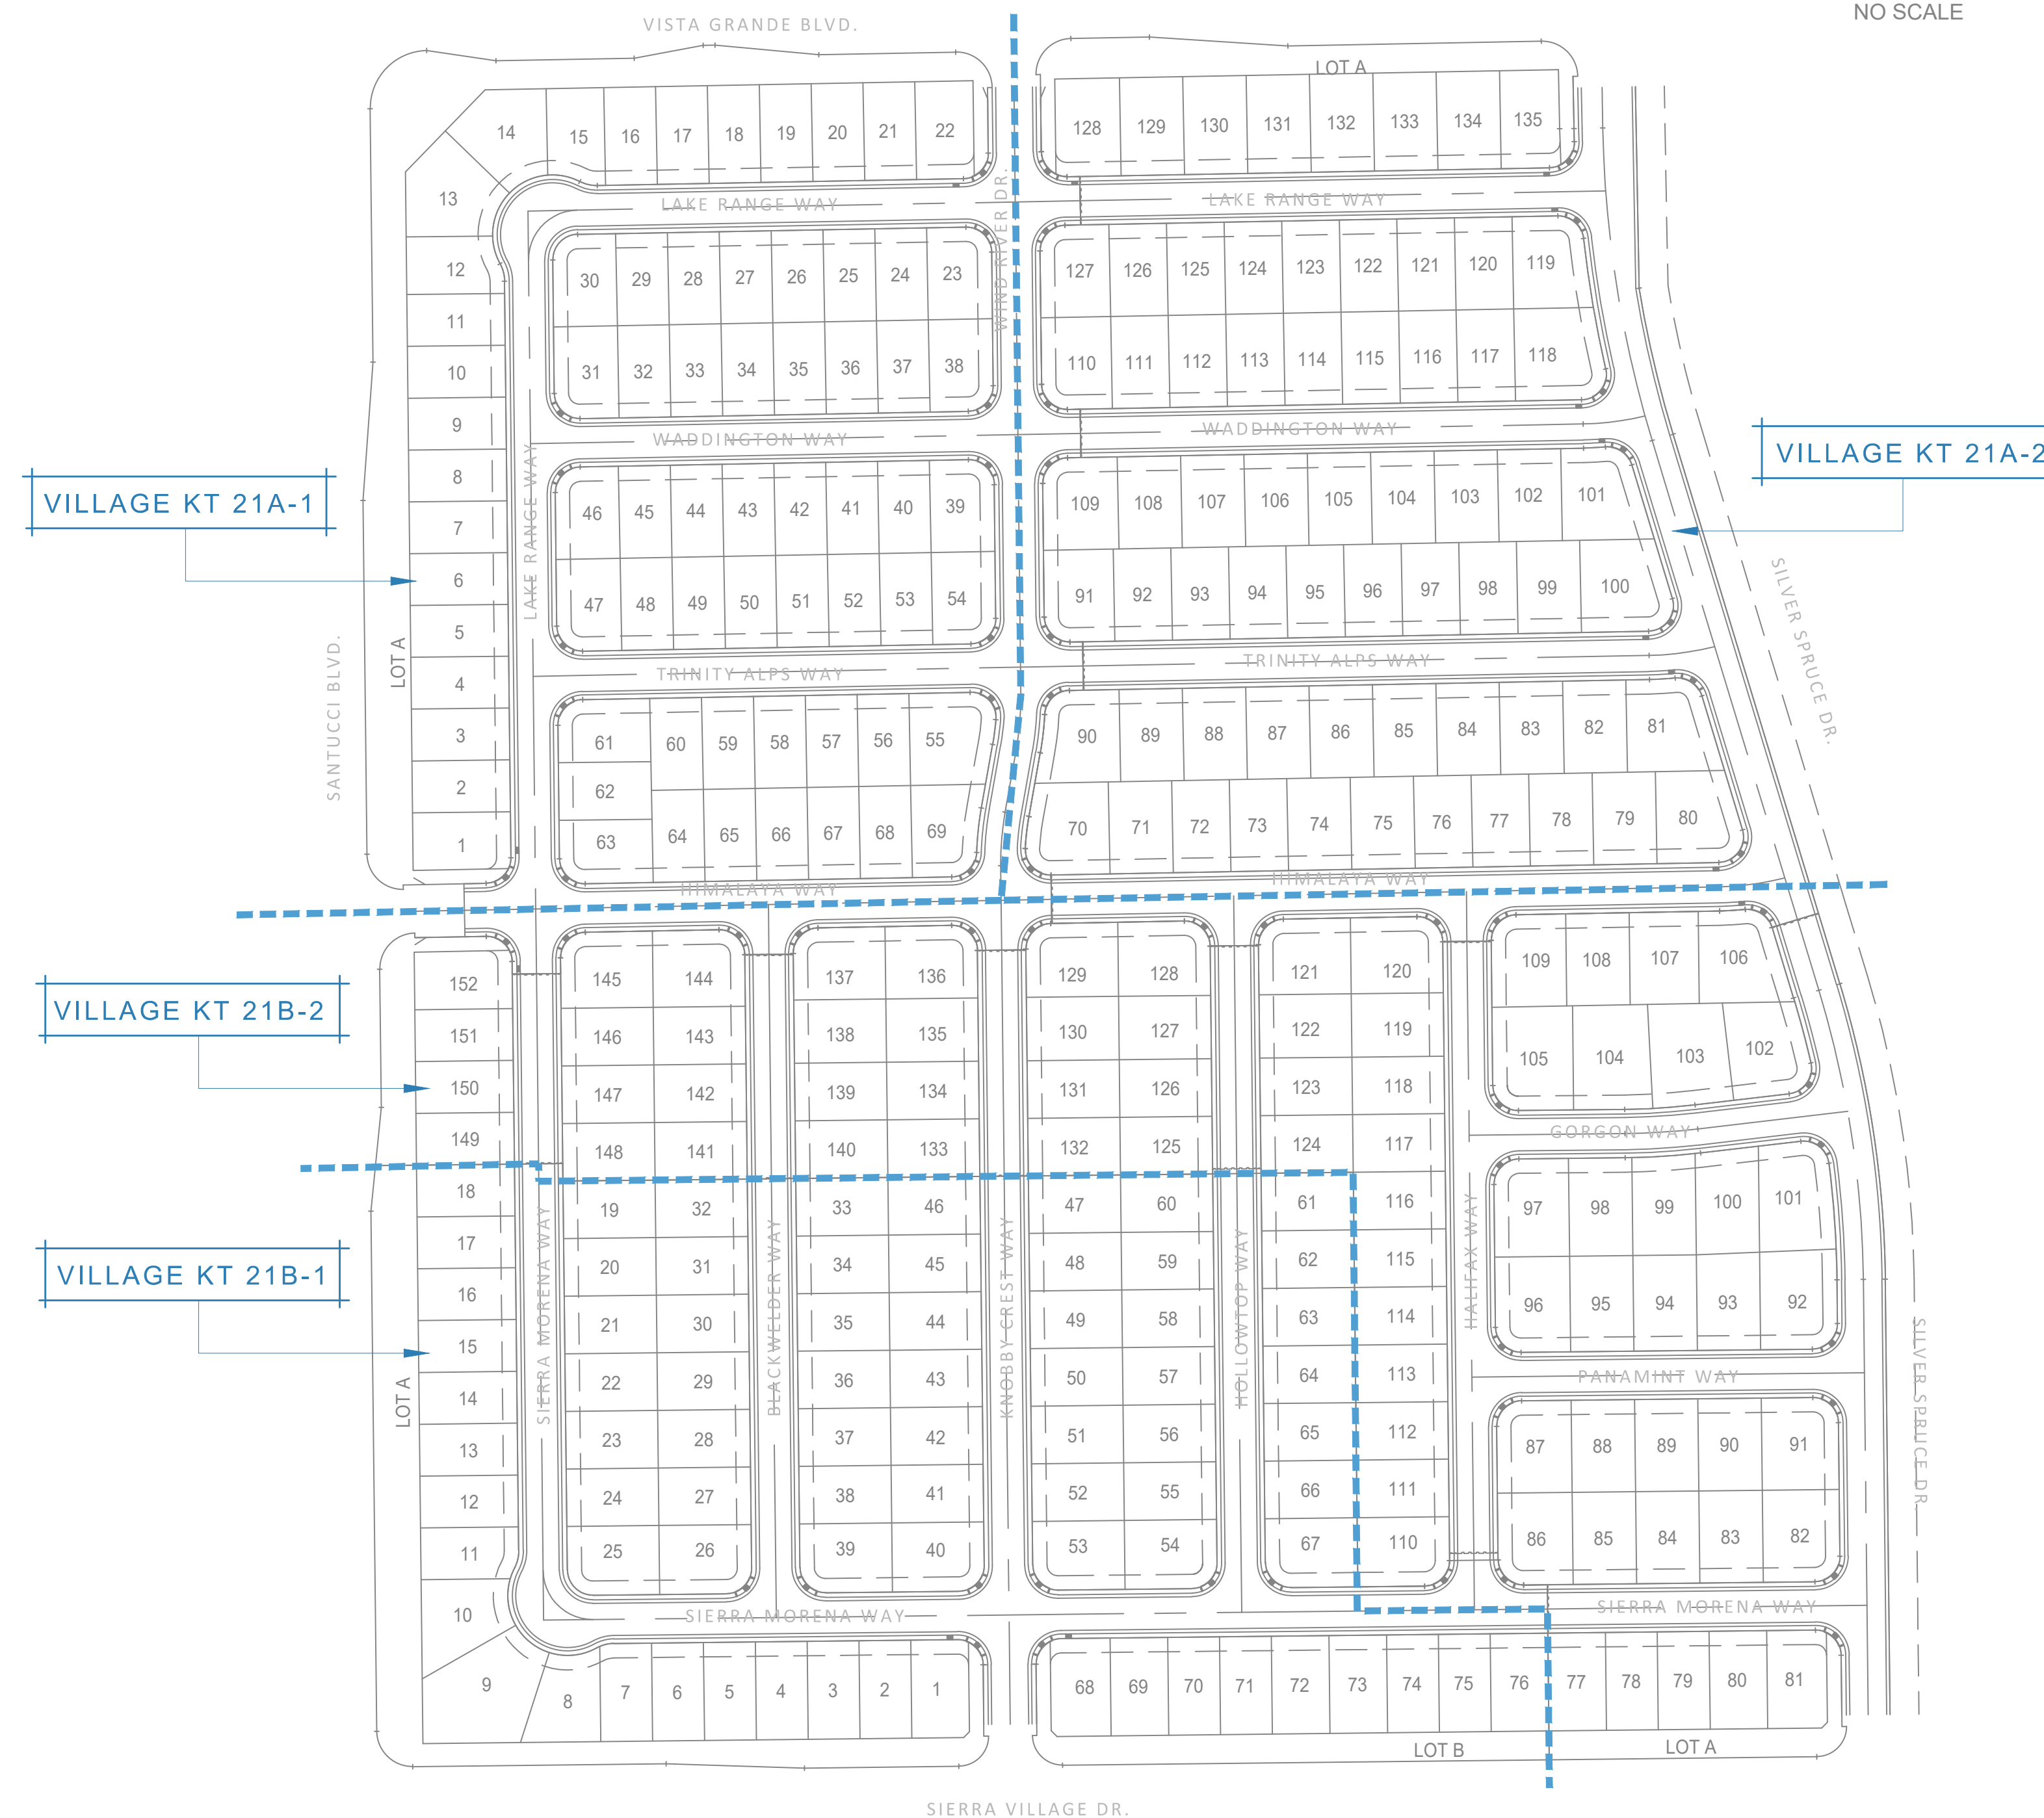 NO SCALE
VISTA GRANDE BLVD.
LOT A
14 15 16 17 18 19 20 21 22
128 129 130 131 132 133 134 135
13
LAKE RANGE WAY
LAKE RANGE WAY
WIND RIVER DR.
12
30 29 28 27 26 25 24 23
127 126 125 124 123 122 121 120 119
11
10
31 32 33 34 35 36 37 38
110 111 112 113 114 115 116 117 118
9
WADDINGTON WAY
WADDINGTON WAY
VILLAGE KT 21A-2
VILLAGE KT 21A-1
8
7
LAKE RANGE WAY
46 45 44 43 42 41 40 39
109 108 107 106 105 104 103 102 101
6
5
47 48 49 50 51 52 53 54
91 92 93 94 95 96 97 98 99 100
SILVER SPRUCE DR.
SANTUCCI BLVD.
LOT A
4
TRINITY ALPS WAY
TRINITY ALPS WAY
3
61 60 59 58 57 56 55
90 89 88 87 86 85 84 83 82 81
2
62
1
63 64 65 66 67 68 69
70 71 72 73 74 75 76 77 78 79 80
HIMALAYA WAY
HIMALAYA WAY
152
145 144 137 136 129 128 121 120
109 108 107 106
VILLAGE KT 21B-2
151
146 143 138 135 130 127 122 119
105 104 103 102
150
147 142 139 134 131 126 123 118
149
148 141 140 133 132 125 124 117
GORGON WAY
18
19 32 33 46 47 60 61 116
97 98 99 100 101
17
20 31 34 45 48 59 62 115
VILLAGE KT 21B-1
16
21 30 35 44 49 58 63 114
96 95 94 93 92
15
SIERRA MORENA WAY
BLACKWELDER WAY
KNOBBY CREST WAY
HOLLOWTOP WAY
HALIFAX WAY
SILVER SPRUCE DR.
22 29 36 43 50 57 64 113
PANAMINT WAY
14
LOT A
23 28 37 42 51 56 65 112
87 88 89 90 91
13
12
24 27 38 41 52 55 66 111
11
25 26 39 40 53 54 67 110
86 85 84 83 82
10
SIERRA MORENA WAY
SIERRA MORENA WAY
9 8 7 6 5 4 3 2 1
68 69 70 71 72 73 74 75 76 77 78 79 80 81
LOT B
LOT A
SIERRA VILLAGE DR.